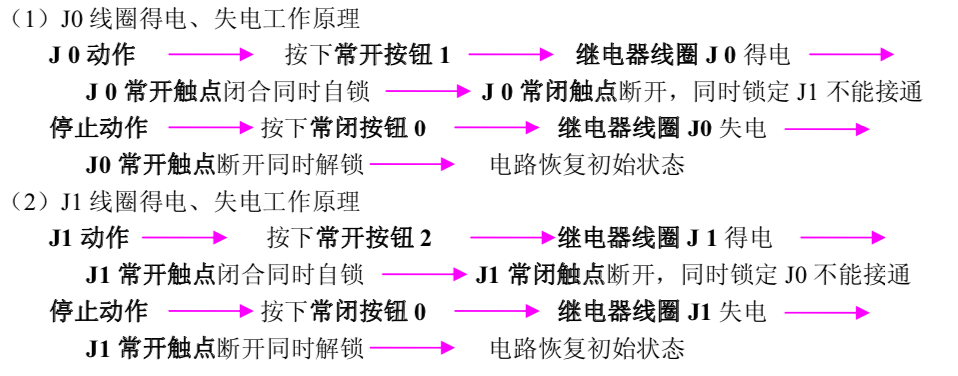 （1）J0 线圈得电、失电工作原理
J 0 动作 按下常开按钮 1 继电器线圈 J 0 得电
J 0 常开触点闭合同时自锁 J 0 常闭触点断开，同时锁定 J1 不能接通
停止动作 按下常闭按钮 0 继电器线圈 J0 失电
J0 常开触点断开同时解锁 电路恢复初始状态
（2）J1 线圈得电、失电工作原理
J1 动作 按下常开按钮 2 继电器线圈 J 1 得电
J1 常开触点闭合同时自锁 J1 常闭触点断开，同时锁定 J0 不能接通
停止动作 按下常闭按钮 0 继电器线圈 J1 失电
J1 常开触点断开同时解锁 电路恢复初始状态